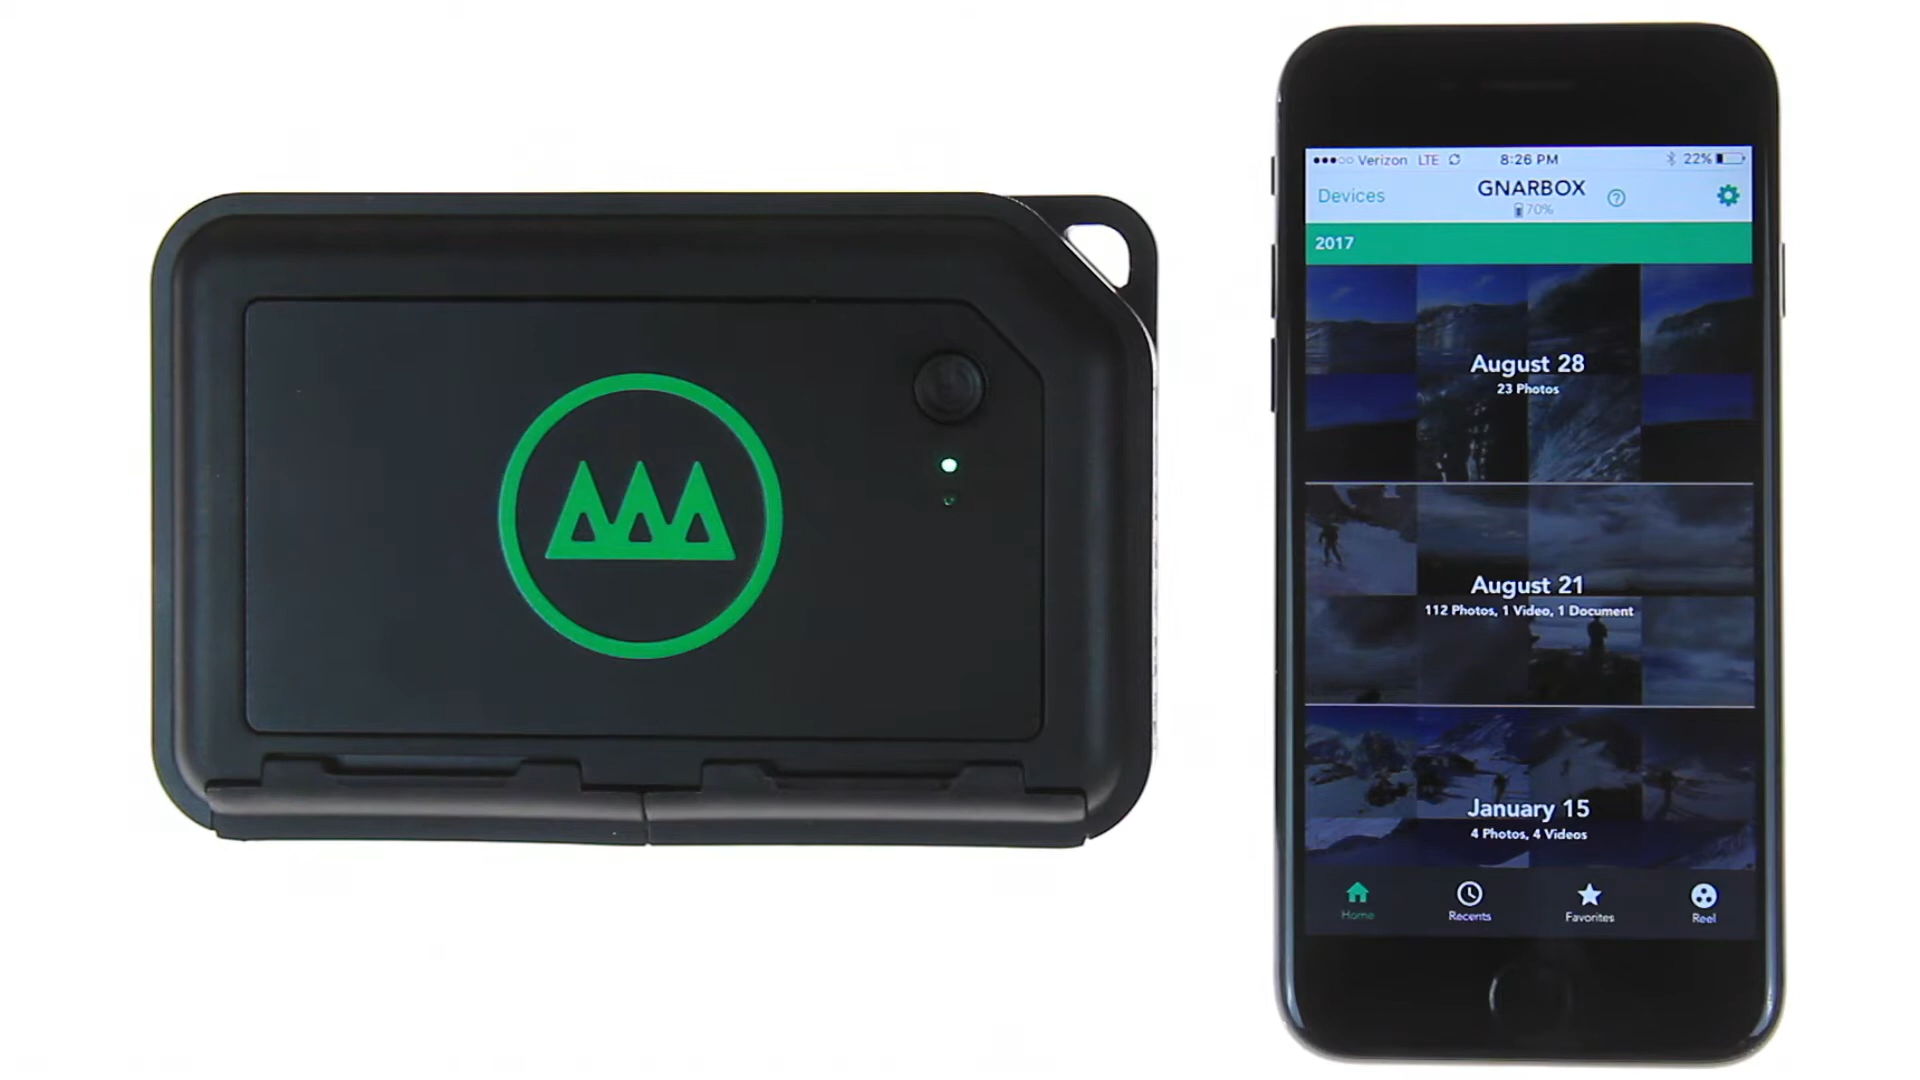 Verizon LTE 8:26 PM 22%
Devices GNARBOX
70%
2017
August 28
23 Photos
August 21
112 Photos, 1 Video, 1 Document
January 15
4 Photos, 4 Videos
Home Recents Favorites Reel